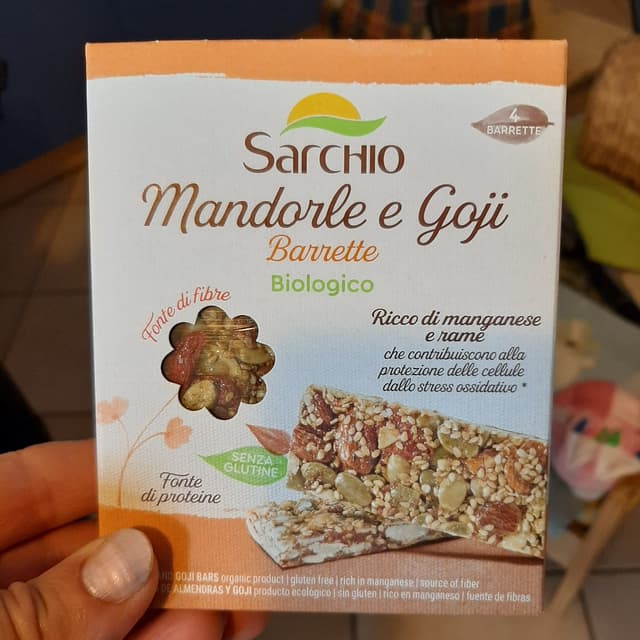 4
BARRETTE
Sarchio
Mandorle e Goji
Barrette
Biologico
Fonte di fibre
Ricco di manganese
e rame
che contribuiscono alla
protezione delle cellule
dallo stress ossidativo *
SENZA
GLUTINE
Fonte
di proteine
AND GOJI BARS organic product | gluten free | rich in manganese | source of fiber
DE ALMENDRAS Y GOJI producto ecológico | sin gluten | rico en manganeso | fuente de fibras